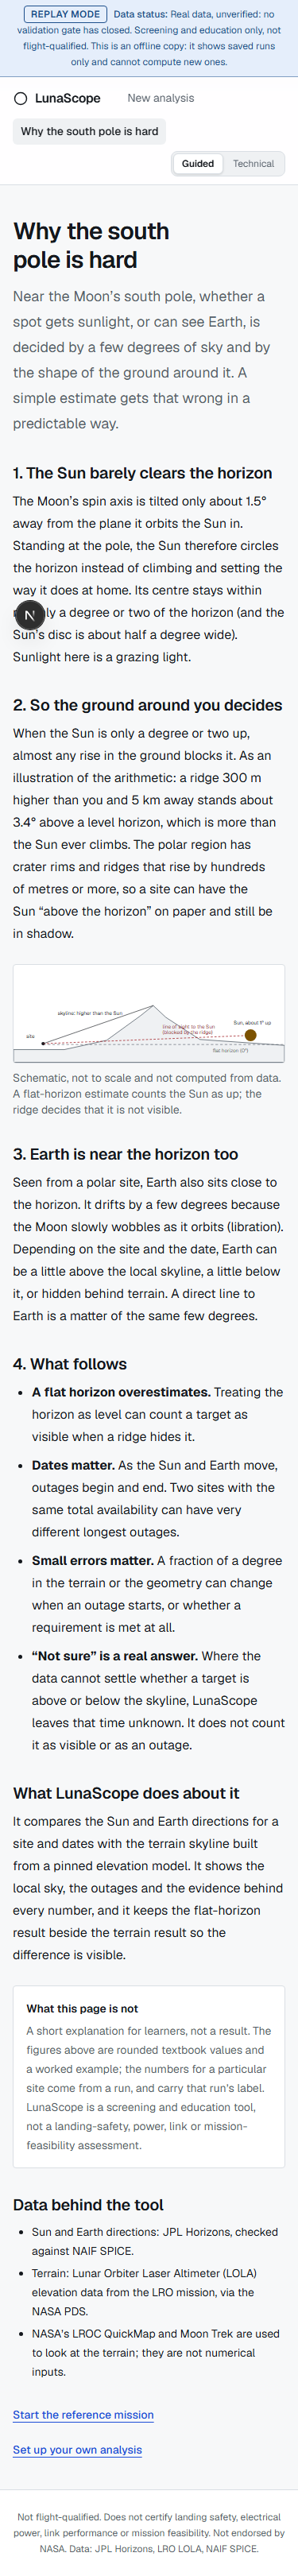 REPLAY MODE Data status: Real data, unverified: no
validation gate has closed. Screening and education only, not
flight-qualified. This is an offline copy: it shows saved runs
only and cannot compute new ones.
LunaScope New analysis
Why the south pole is hard
Guided Technical
Why the south
pole is hard
Near the Moon’s south pole, whether a
spot gets sunlight, or can see Earth, is
decided by a few degrees of sky and by
the shape of the ground around it. A
simple estimate gets that wrong in a
predictable way.
1. The Sun barely clears the horizon
The Moon’s spin axis is tilted only about 1.5°
away from the plane it orbits the Sun in.
Standing at the pole, the Sun therefore circles
the horizon instead of climbing and setting the
way it does at home. Its centre stays within
N
a degree or two of the horizon (and the
Sun’s disc is about half a degree wide).
Sunlight here is a grazing light.
2. So the ground around you decides
When the Sun is only a degree or two up,
almost any rise in the ground blocks it. As an
illustration of the arithmetic: a ridge 300 m
higher than you and 5 km away stands about
3.4° above a level horizon, which is more than
the Sun ever climbs. The polar region has
crater rims and ridges that rise by hundreds
of metres or more, so a site can have the
Sun “above the horizon” on paper and still be
in shadow.
skyline: higher than the Sun
Sun, about 1° up
line of sight to the Sun
(blocked by the ridge)
site
flat horizon (0°)
Schematic, not to scale and not computed from data.
A flat-horizon estimate counts the Sun as up; the
ridge decides that it is not visible.
3. Earth is near the horizon too
Seen from a polar site, Earth also sits close to
the horizon. It drifts by a few degrees because
the Moon slowly wobbles as it orbits (libration).
Depending on the site and the date, Earth can
be a little above the local skyline, a little below
it, or hidden behind terrain. A direct line to
Earth is a matter of the same few degrees.
4. What follows
• A flat horizon overestimates. Treating the
horizon as level can count a target as
visible when a ridge hides it.
• Dates matter. As the Sun and Earth move,
outages begin and end. Two sites with the
same total availability can have very
different longest outages.
• Small errors matter. A fraction of a degree
in the terrain or the geometry can change
when an outage starts, or whether a
requirement is met at all.
• “Not sure” is a real answer. Where the
data cannot settle whether a target is
above or below the skyline, LunaScope
leaves that time unknown. It does not count
it as visible or as an outage.
What LunaScope does about it
It compares the Sun and Earth directions for a
site and dates with the terrain skyline built
from a pinned elevation model. It shows the
local sky, the outages and the evidence behind
every number, and it keeps the flat-horizon
result beside the terrain result so the
difference is visible.
What this page is not
A short explanation for learners, not a result. The
figures above are rounded textbook values and
a worked example; the numbers for a particular
site come from a run, and carry that run’s label.
LunaScope is a screening and education tool,
not a landing-safety, power, link or mission-
feasibility assessment.
Data behind the tool
• Sun and Earth directions: JPL Horizons, checked
against NAIF SPICE.
• Terrain: Lunar Orbiter Laser Altimeter (LOLA)
elevation data from the LRO mission, via the
NASA PDS.
• NASA’s LROC QuickMap and Moon Trek are used
to look at the terrain; they are not numerical
inputs.
Start the reference mission
Set up your own analysis
Not flight-qualified. Does not certify landing safety, electrical
power, link performance or mission feasibility. Not endorsed by
NASA. Data: JPL Horizons, LRO LOLA, NAIF SPICE.